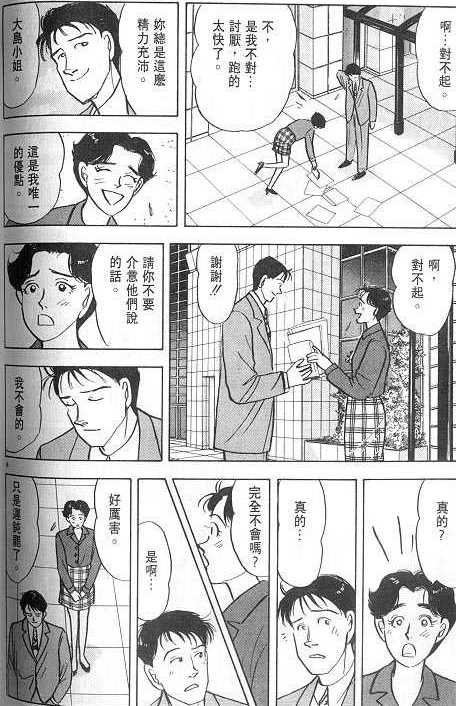 啊…對不起。
不，
是我不對…
討厭，跑的
太快了。
妳總是這麼
精力充沛。
大島小姐。
這是我唯一
的優點。
啊，
對不起。
謝謝!!
請你不要
介意他們說
的話。
我不會的。
真的?
真的…
完全不會嗎?
是啊…
好厲害。
只是遲鈍罷了。